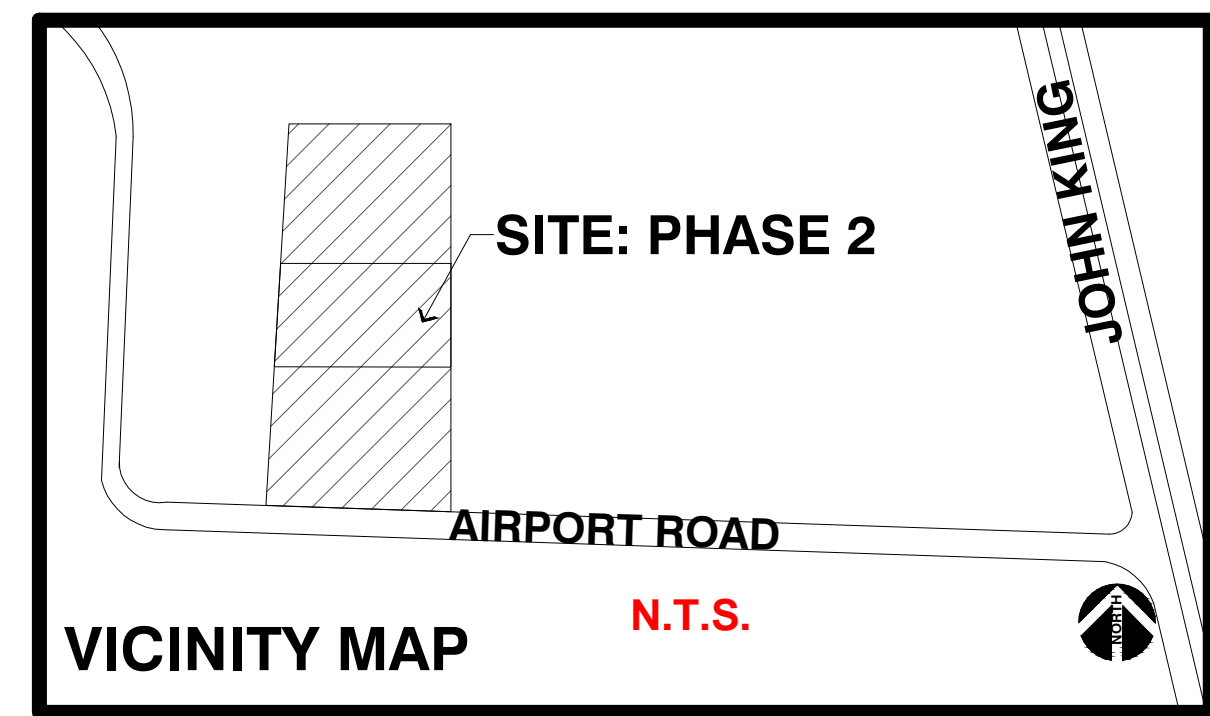 JOHN KING
SITE: PHASE 2
AIRPORT ROAD
N.T.S.
NORTH
VICINITY MAP